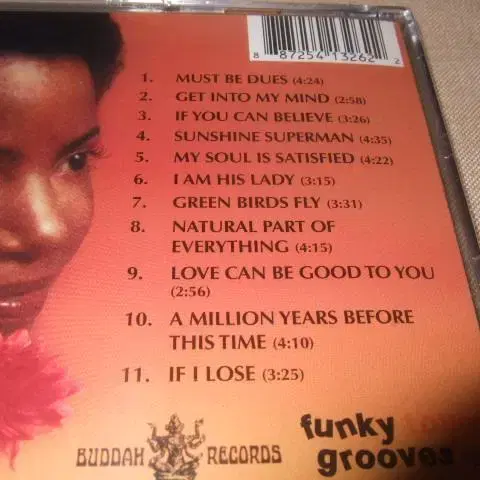 8 87254 13262 2
1. MUST BE DUES (4:24)
2. GET INTO MY MIND (2:58)
3. IF YOU CAN BELIEVE (3:26)
4. SUNSHINE SUPERMAN (4:35)
5. MY SOUL IS SATISFIED (4:22)
6. I AM HIS LADY (3:15)
7. GREEN BIRDS FLY (3:31)
8. NATURAL PART OF
EVERYTHING (4:15)
9. LOVE CAN BE GOOD TO YOU
(2:56)
10. A MILLION YEARS BEFORE
THIS TIME (4:10)
11. IF I LOSE (3:25)
BUDDAH RECORDS
funky
grooves